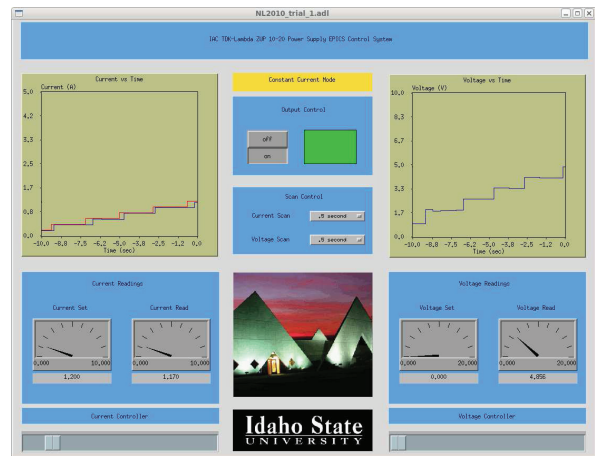 NL2010_trial_1.adl
IAC TDK-Lambda ZUP 10-20 Power Supply EPICS Control System
Current vs Time
Current (A)
5,0
4,2
3,3
2,5
1,7
0,8
0,0
-10,0 -8,8 -7,5 -6,2 -5,0 -3,8 -2,5 -1,2 0,0
Time (sec)
Constant Current Mode
Output Control
off
on
Scan Control
Current Scan .5 second
Voltage Scan .5 second
Voltage vs Time
Voltage (V)
10,0
8,3
6,7
5,0
3,3
1,7
0,0
-10,0 -8,8 -7,5 -6,2 -5,0 -3,8 -2,5 -1,2 0,0
Time (sec)
Current Readings
Current Set Current Read
0,000 10,000 0,000 10,000
1,200 1,170
Current Controller
Idaho State
UNIVERSITY
Voltage Readings
Voltage Set Voltage Read
0,000 20,000 0,000 20,000
0,000 4,856
Voltage Controller